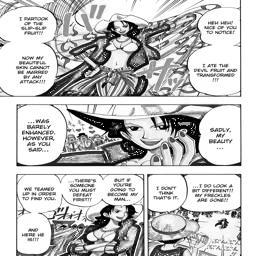 HEH HEH!
NICE OF YOU
TO NOTICE!
I ATE THE
DEVIL FRUIT AND
TRANSFORMED
!!!
I PARTOOK
OF THE
"SLIP-SLIP
FRUIT"!
NOW MY
BEAUTIFUL
SKIN CANNOT
BE MARRED
BY ANY
ATTACK!!!
SADLY,
MY
BEAUTY
...
...WAS
BARELY
ENHANCED.
HOWEVER,
AS YOU
SAID...
...I DO LOOK A
BIT DIFFERENT!
MY FRECKLES
ARE GONE!!
I DON'T
THINK
THAT'S IT.
BUT IF
YOU'RE
GOING TO
BECOME MY
MAN...
...THERE'S
SOMEONE
YOU MUST
DEFEAT
FIRST!!
WE TEAMED
UP IN ORDER
TO FIND YOU.
AND HERE
HE IS!!!